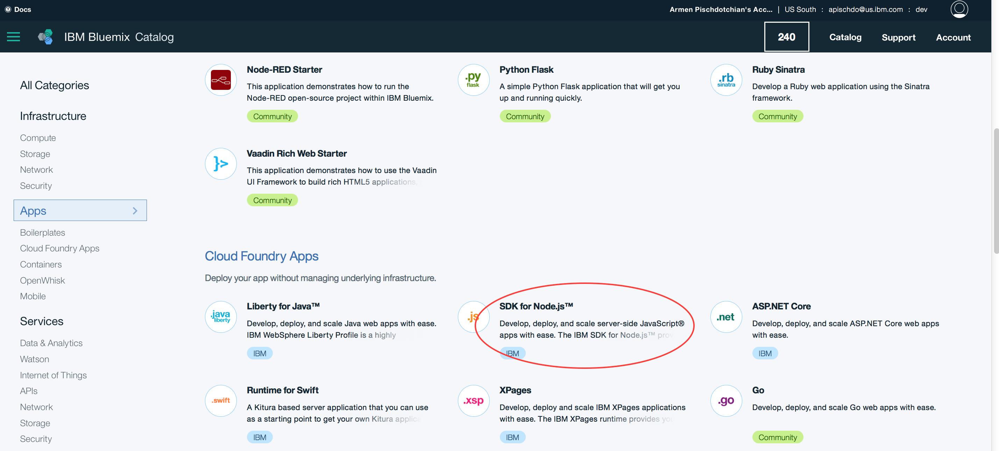 Docs
Armen Pischdotchian's Acc... | US South : apischdo@us.ibm.com : dev
IBM Bluemix Catalog
240
Catalog
Support
Account
All Categories
Infrastructure
Compute
Storage
Network
Security
Apps
Boilerplates
Cloud Foundry Apps
Containers
OpenWhisk
Mobile
Services
Data & Analytics
Watson
Internet of Things
APIs
Network
Storage
Security
Node-RED Starter
This application demonstrates how to run the
Node-RED open-source project within IBM Bluemix.
Community
.py
flask
Python Flask
A simple Python Flask application that will get you
up and running quickly.
Community
.rb
sinatra
Ruby Sinatra
Develop a Ruby web application using the Sinatra
framework.
Community
}>
Vaadin Rich Web Starter
This application demonstrates how to use the Vaadin
UI Framework to build rich HTML5 applications,
Community
Cloud Foundry Apps
Deploy your app without managing underlying infrastructure.
.java
liberty
Liberty for Java™
Develop, deploy, and scale Java web apps with ease.
IBM WebSphere Liberty Profile is a highly
IBM
.js
SDK for Node.js™
Develop, deploy, and scale server-side JavaScript®
apps with ease. The IBM SDK for Node.js™ prov
IBM
.net
ASP.NET Core
Develop, deploy, and scale ASP.NET Core web apps
with ease.
IBM
.swift
Runtime for Swift
A Kitura based server application that you can use
as a starting point to get your own Kitura applica
IBM
.xsp
XPages
Develop, deploy and scale IBM XPages applications
with ease. The IBM XPages runtime provides you
IBM
.go
Go
Develop, deploy, and scale Go web apps with ease.
Community